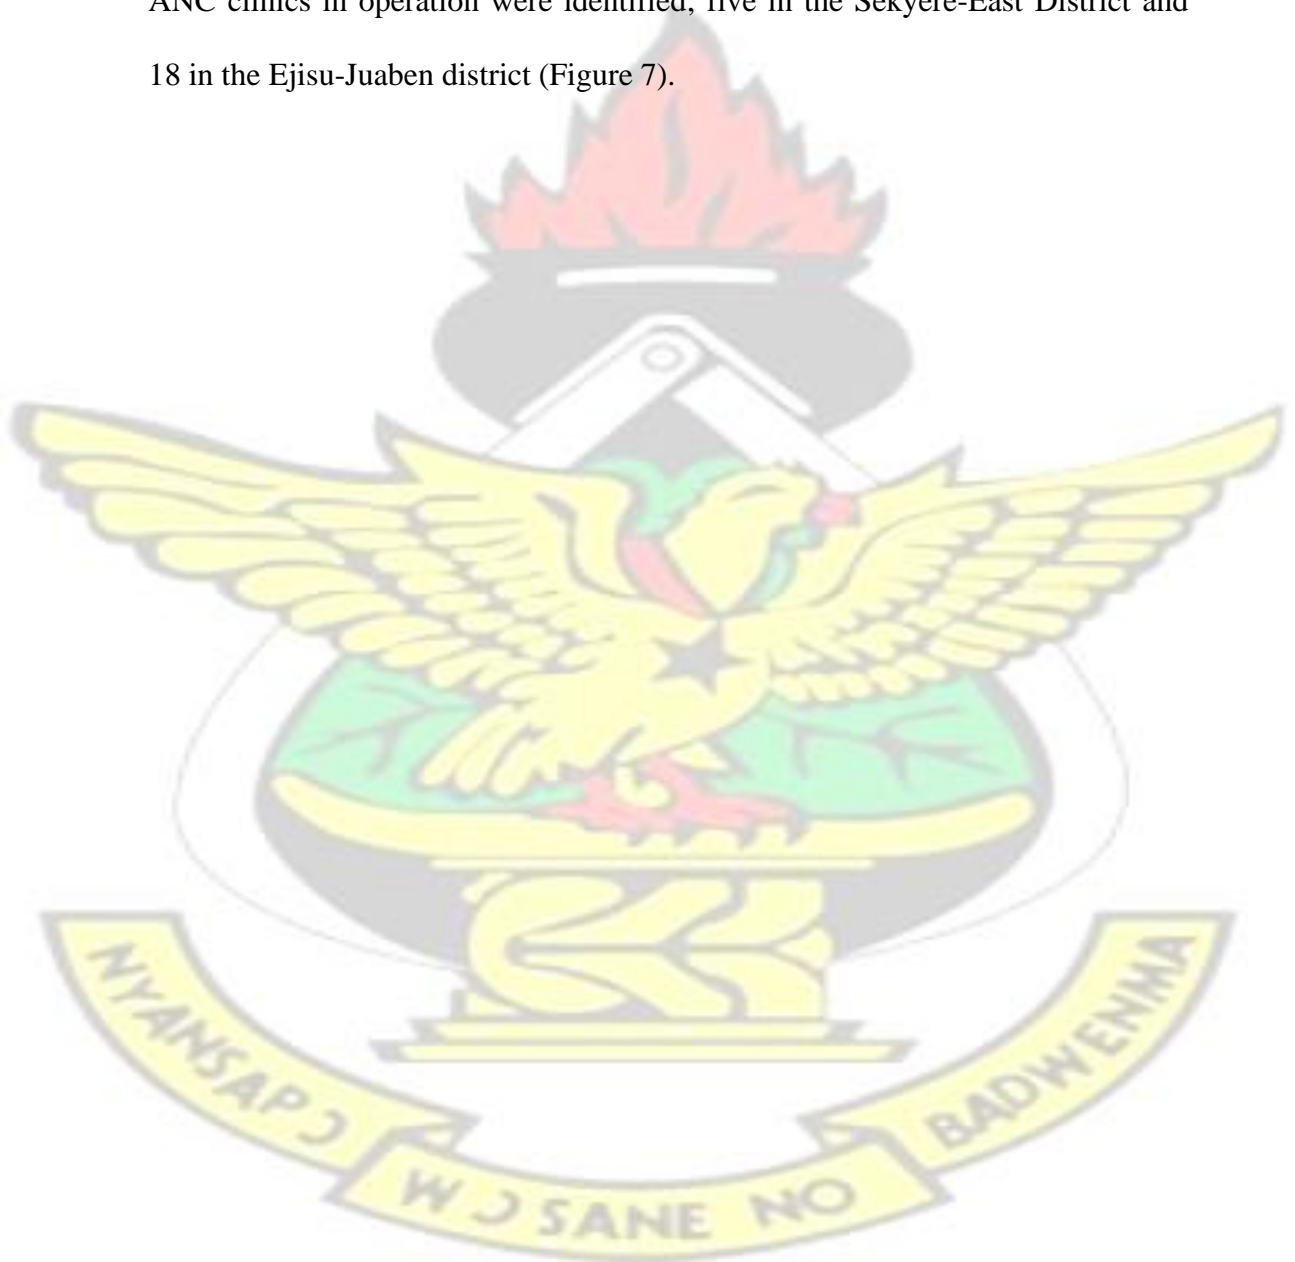 ANC clinics in operation were identified, five in the Sekyere-East District and
18 in the Ejisu-Juaben district (Figure 7).
NYANSAPƆ
WƆSANE NO
BADWENMA